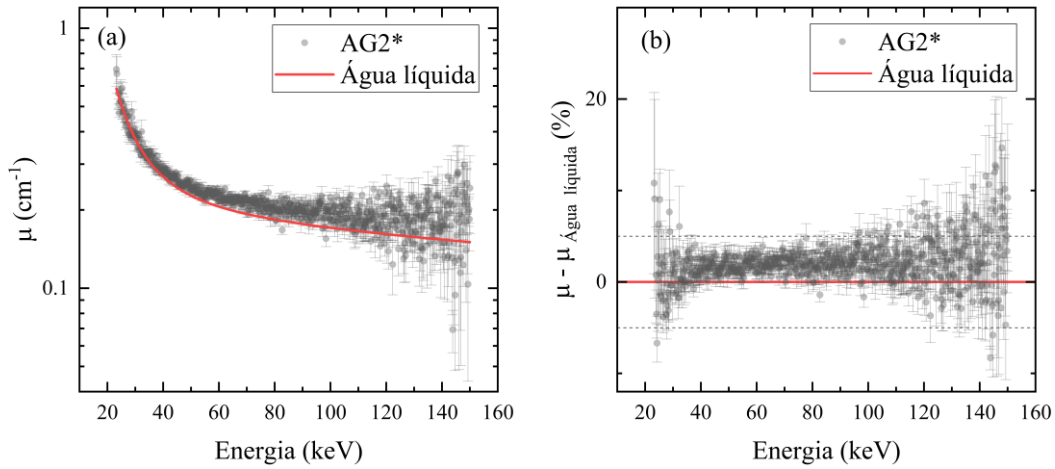 (a)
AG2*
Água líquida
1
0.1
μ (cm⁻¹)
20 40 60 80 100 120 140 160
Energia (keV)
(b)
AG2*
Água líquida
20
0
μ - μ Água líquida (%)
20 40 60 80 100 120 140 160
Energia (keV)